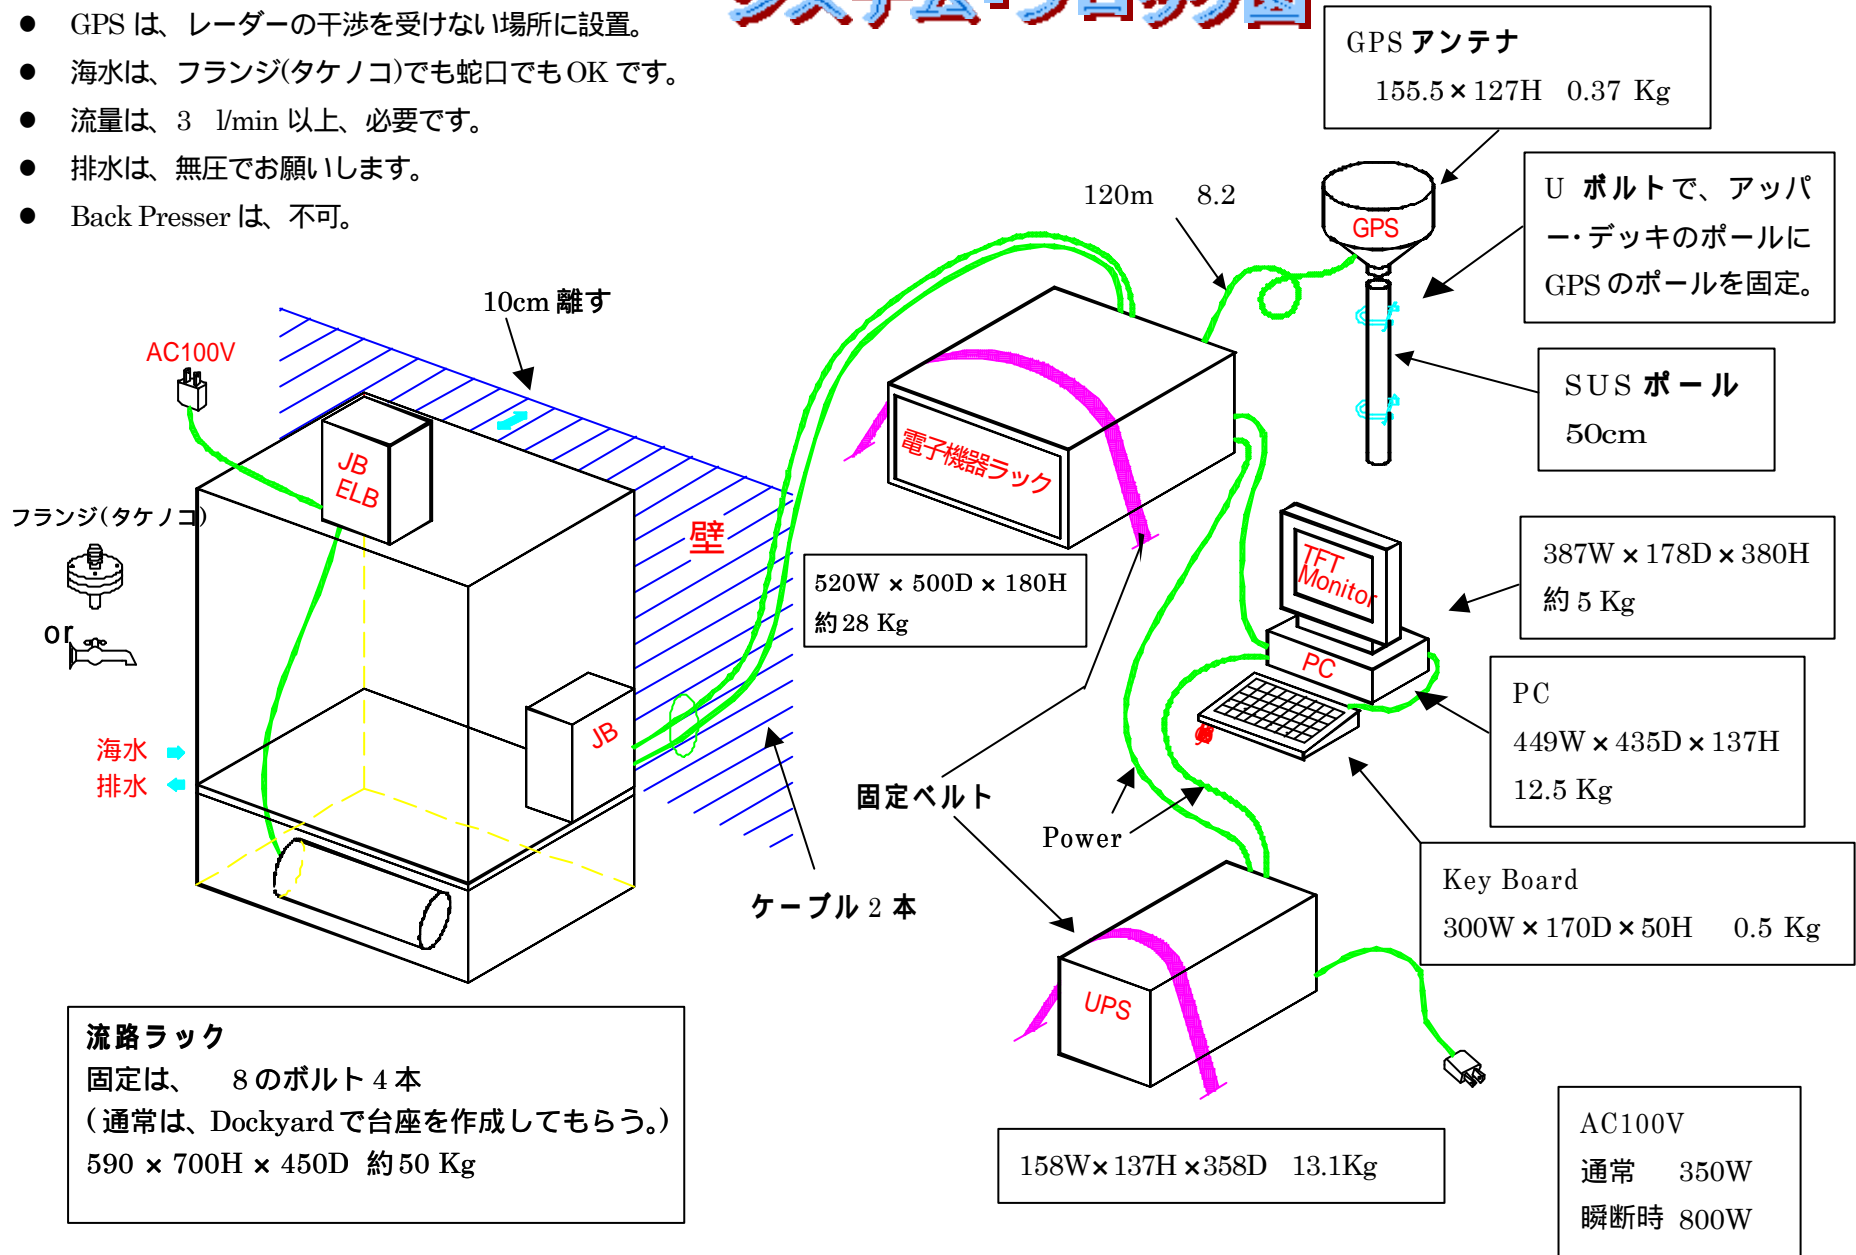 システム・ブロック図
● GPS は、レーダーの干渉を受けない場所に設置。
● 海水は、フランジ(タケノコ)でも蛇口でも OK です。
● 流量は、3 l/min 以上、必要です。
● 排水は、無圧でお願いします。
● Back Presser は、不可。
GPS アンテナ
155.5×127H 0.37 Kg
120m 8.2
GPS
U ボルトで、アッパ
ー・デッキのポールに
GPS のポールを固定。
10cm 離す
AC100V
SUS ポール
50cm
JB
ELB
電子機器ラック
フランジ(タケノコ)
壁
or
520W × 500D × 180H
約 28 Kg
TFT
Monitor
387W × 178D × 380H
約 5 Kg
PC
PC
449W × 435D × 137H
12.5 Kg
JB
海水
排水
固定ベルト
Power
ケーブル 2 本
Key Board
300W × 170D × 50H 0.5 Kg
UPS
流路ラック
固定は、 8 のボルト 4 本
(通常は、Dockyard で台座を作成してもらう。)
590 × 700H × 450D 約 50 Kg
158W×137H ×358D 13.1Kg
AC100V
通常 350W
瞬断時 800W